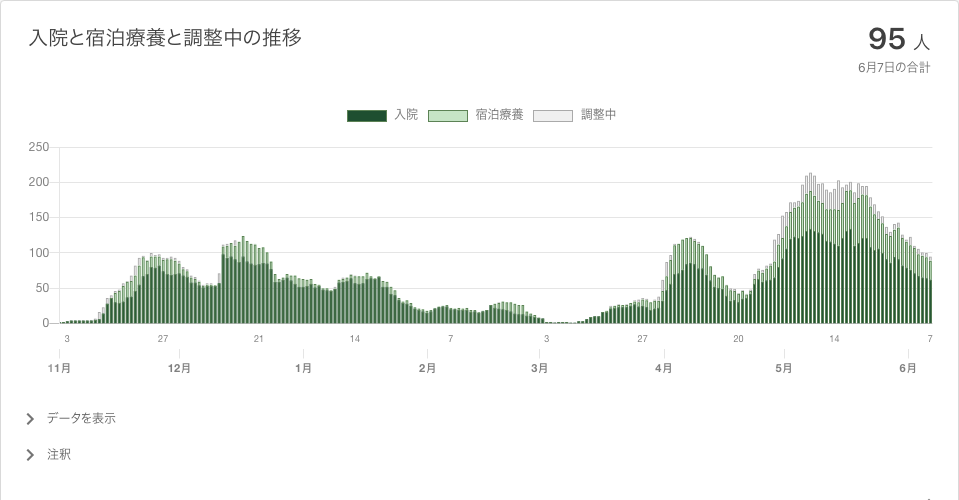 入院と宿泊療養と調整中の推移
95 人
6月7日の合計
入院 宿泊療養 調整中
250
200
150
100
50
0
3 27 21 14 7 3 27 20 14 7
11月 12月 1月 2月 3月 4月 5月 6月
データを表示
注釈